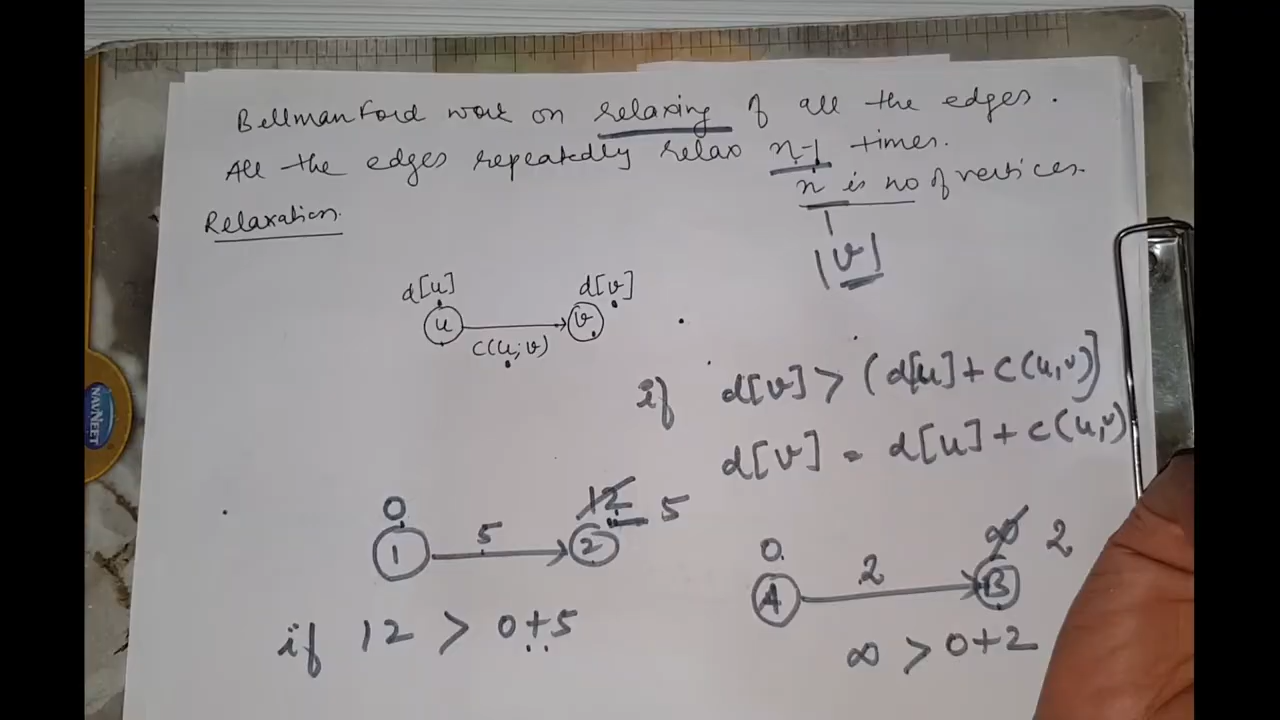 BellmanFord work on relaxing of all the edges.
All the edges repeatedly relax n-1 times.
n is no of vertices.
|v|
Relaxation.
d[u] d[v]
u v
c(u,v)
if d[v] > (d[u] + c(u,v)]
d[v] = d[u] + c(u,v)
0 12 5
1 5 2
if 12 > 0+5
0 ∞ 2
A 2 B
∞ > 0+2
NAVNEET